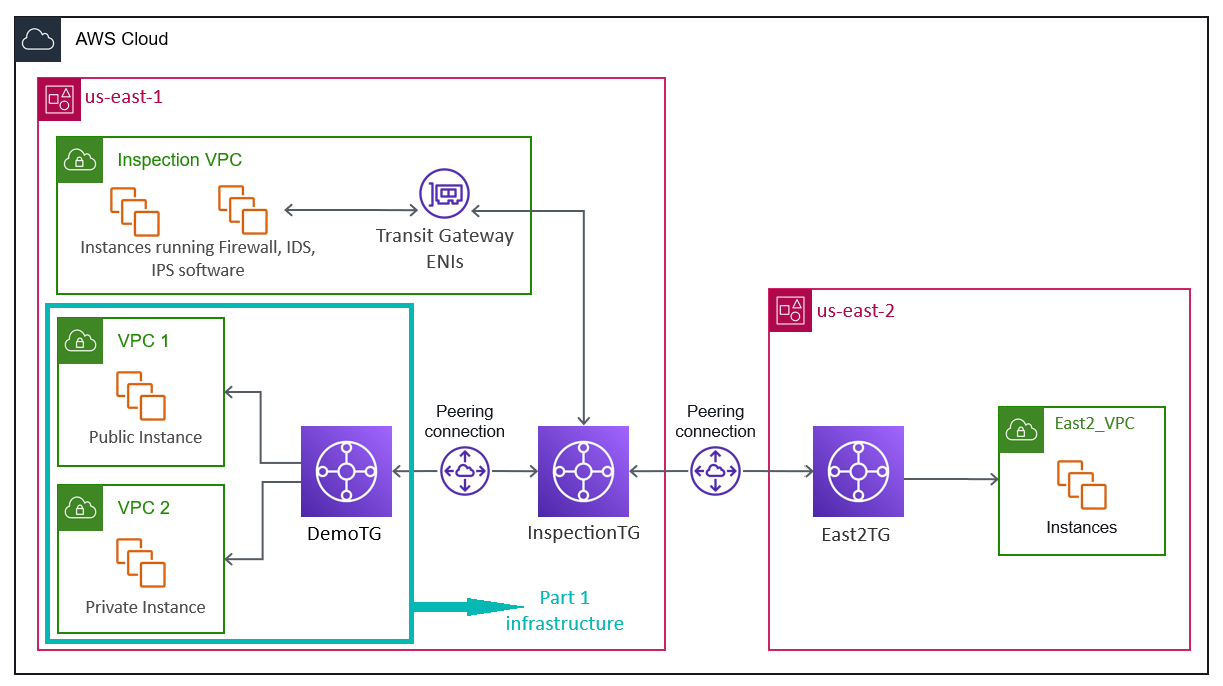 AWS Cloud
us-east-1
Inspection VPC
Instances running Firewall, IDS,
IPS software
Transit Gateway
ENIs
VPC 1
Public Instance
VPC 2
Private Instance
DemoTG
Peering
connection
InspectionTG
Peering
connection
Part 1
infrastructure
us-east-2
East2TG
East2_VPC
Instances